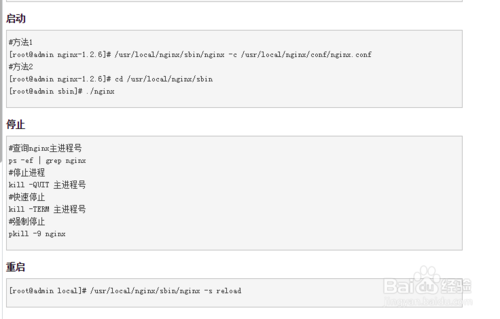 启动
#方法1
[root@admin nginx-1.2.6]# /usr/local/nginx/sbin/nginx -c /usr/local/nginx/conf/nginx.conf
#方法2
[root@admin nginx-1.2.6]# cd /usr/local/nginx/sbin
[root@admin sbin]# ./nginx
停止
#查询nginx主进程号
ps -ef | grep nginx
#停止进程
kill -QUIT 主进程号
#快速停止
kill -TERM 主进程号
#强制停止
pkill -9 nginx
重启
[root@admin local]# /usr/local/nginx/sbin/nginx -s reload
Baidu 经验
jingyan.baidu.com